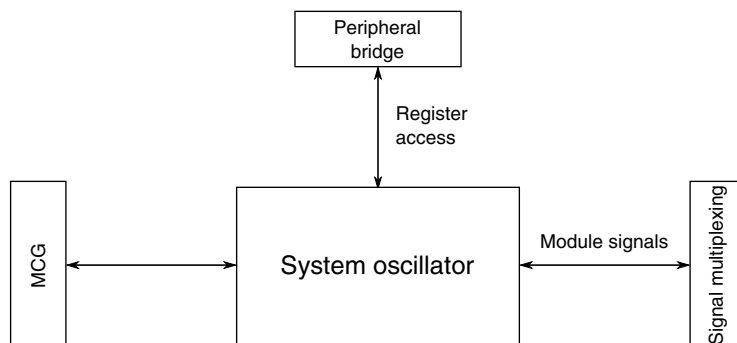 Peripheral
bridge
Register
access
MCG
System oscillator
Module signals
Signal multiplexing